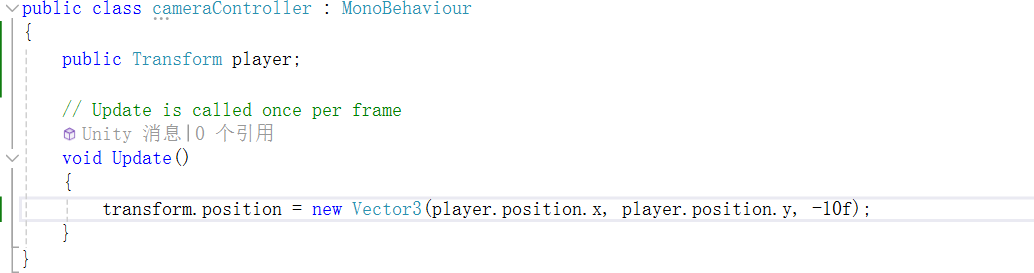 public class cameraController : MonoBehaviour
{
public Transform player;
// Update is called once per frame
Unity 消息|0 个引用
void Update()
{
transform.position = new Vector3(player.position.x, player.position.y, -10f);
}
}